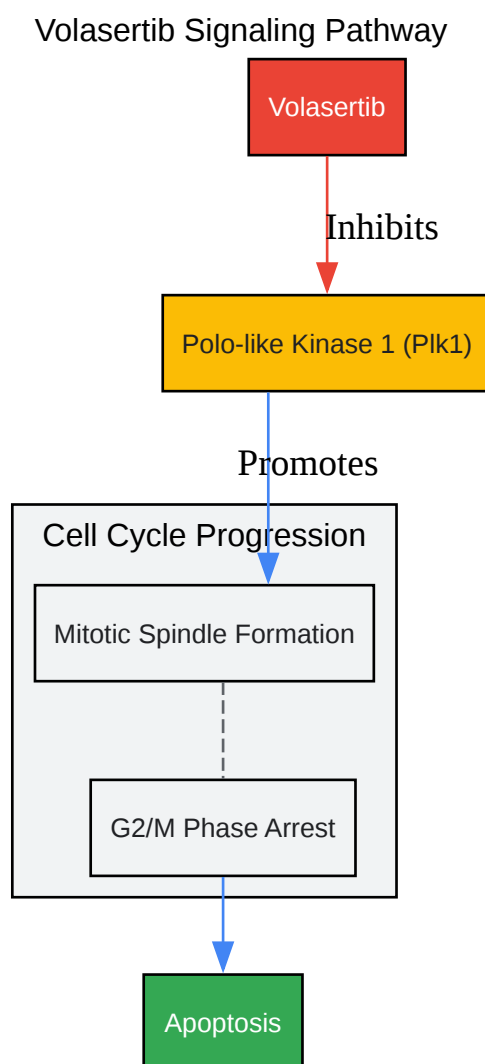 Volasertib Signaling Pathway
Volasertib
Inhibits
Polo-like Kinase 1 (Plk1)
Promotes
Cell Cycle Progression
Mitotic Spindle Formation
G2/M Phase Arrest
Apoptosis